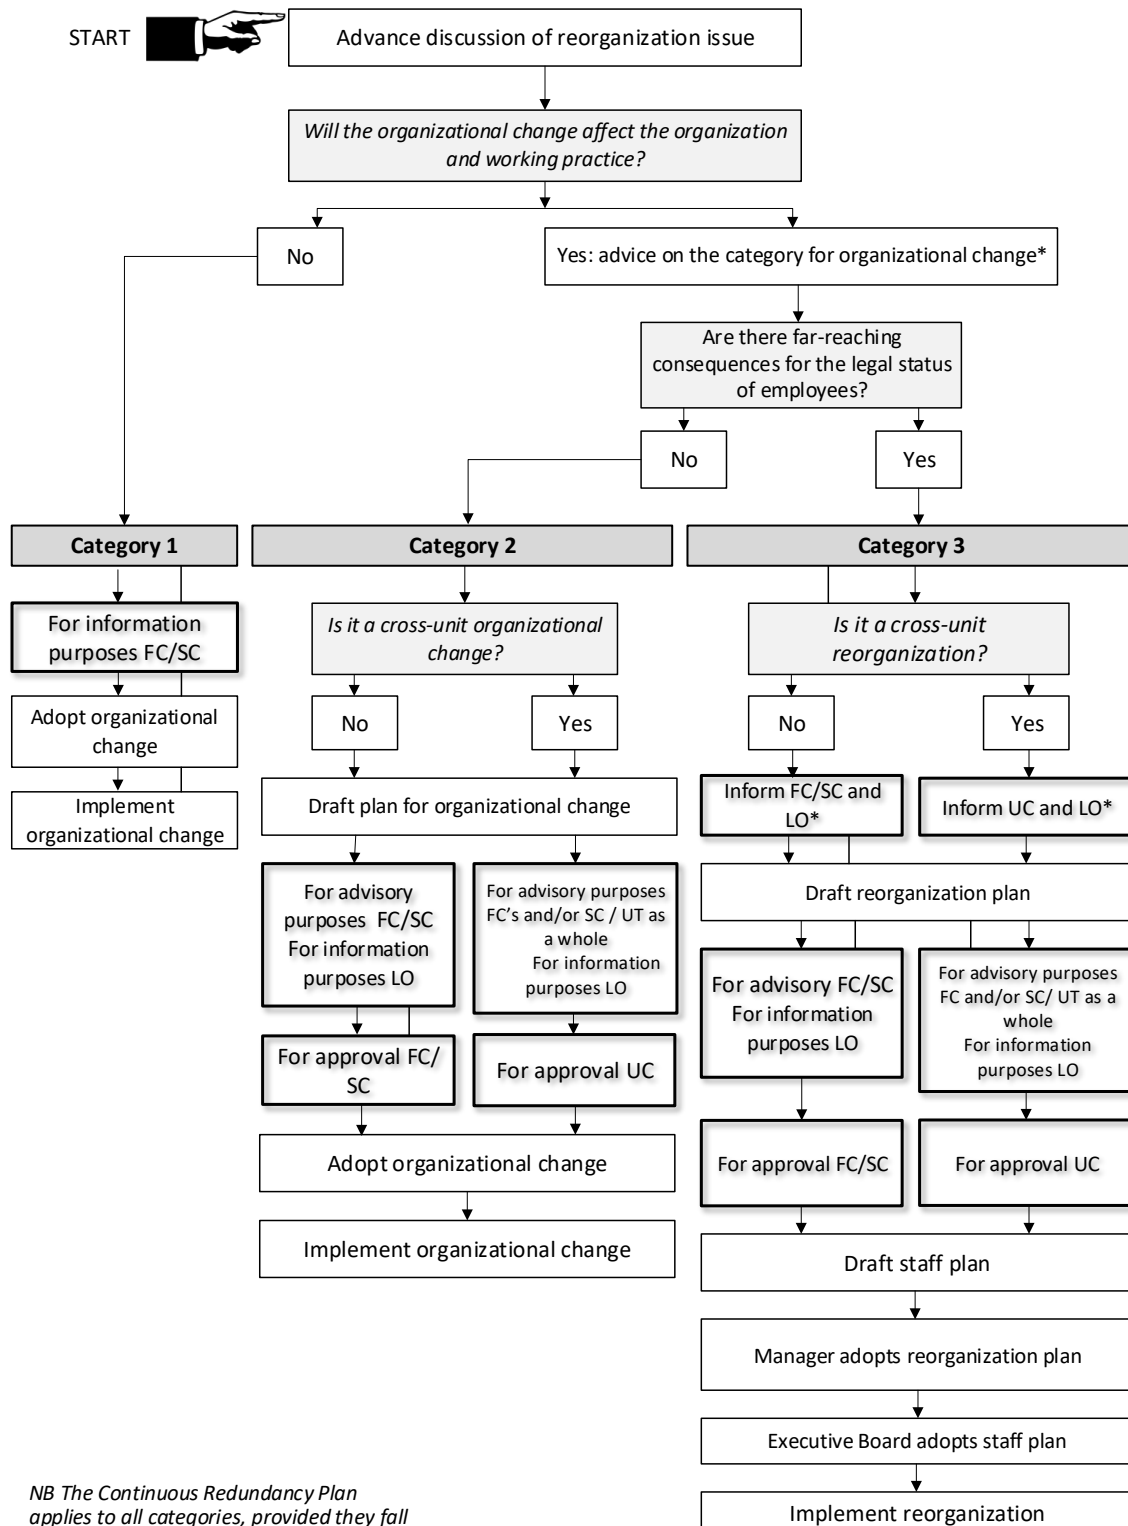 START
Advance discussion of reorganization issue
Will the organizational change affect the organization
and working practice?
No
Yes: advice on the category for organizational change*
Are there far-reaching
consequences for the legal status
of employees?
No
Yes
Category 1
Category 2
Category 3
For information
purposes FC/SC
Adopt organizational
change
Implement
organizational change
Is it a cross-unit organizational
change?
No
Yes
Draft plan for organizational change
For advisory
purposes FC/SC
For information
purposes LO
For advisory purposes
FC's and/or SC / UT as
a whole
For information
purposes LO
For approval FC/
SC
For approval UC
Adopt organizational change
Implement organizational change
Is it a cross-unit
reorganization?
No
Yes
Inform FC/SC and
LO*
Inform UC and LO*
Draft reorganization plan
For advisory FC/SC
For information
purposes LO
For advisory purposes
FC and/or SC/ UT as a
whole
For information
purposes LO
For approval FC/SC
For approval UC
Draft staff plan
Manager adopts reorganization plan
Executive Board adopts staff plan
Implement reorganization
NB The Continuous Redundancy Plan
applies to all categories, provided they fall